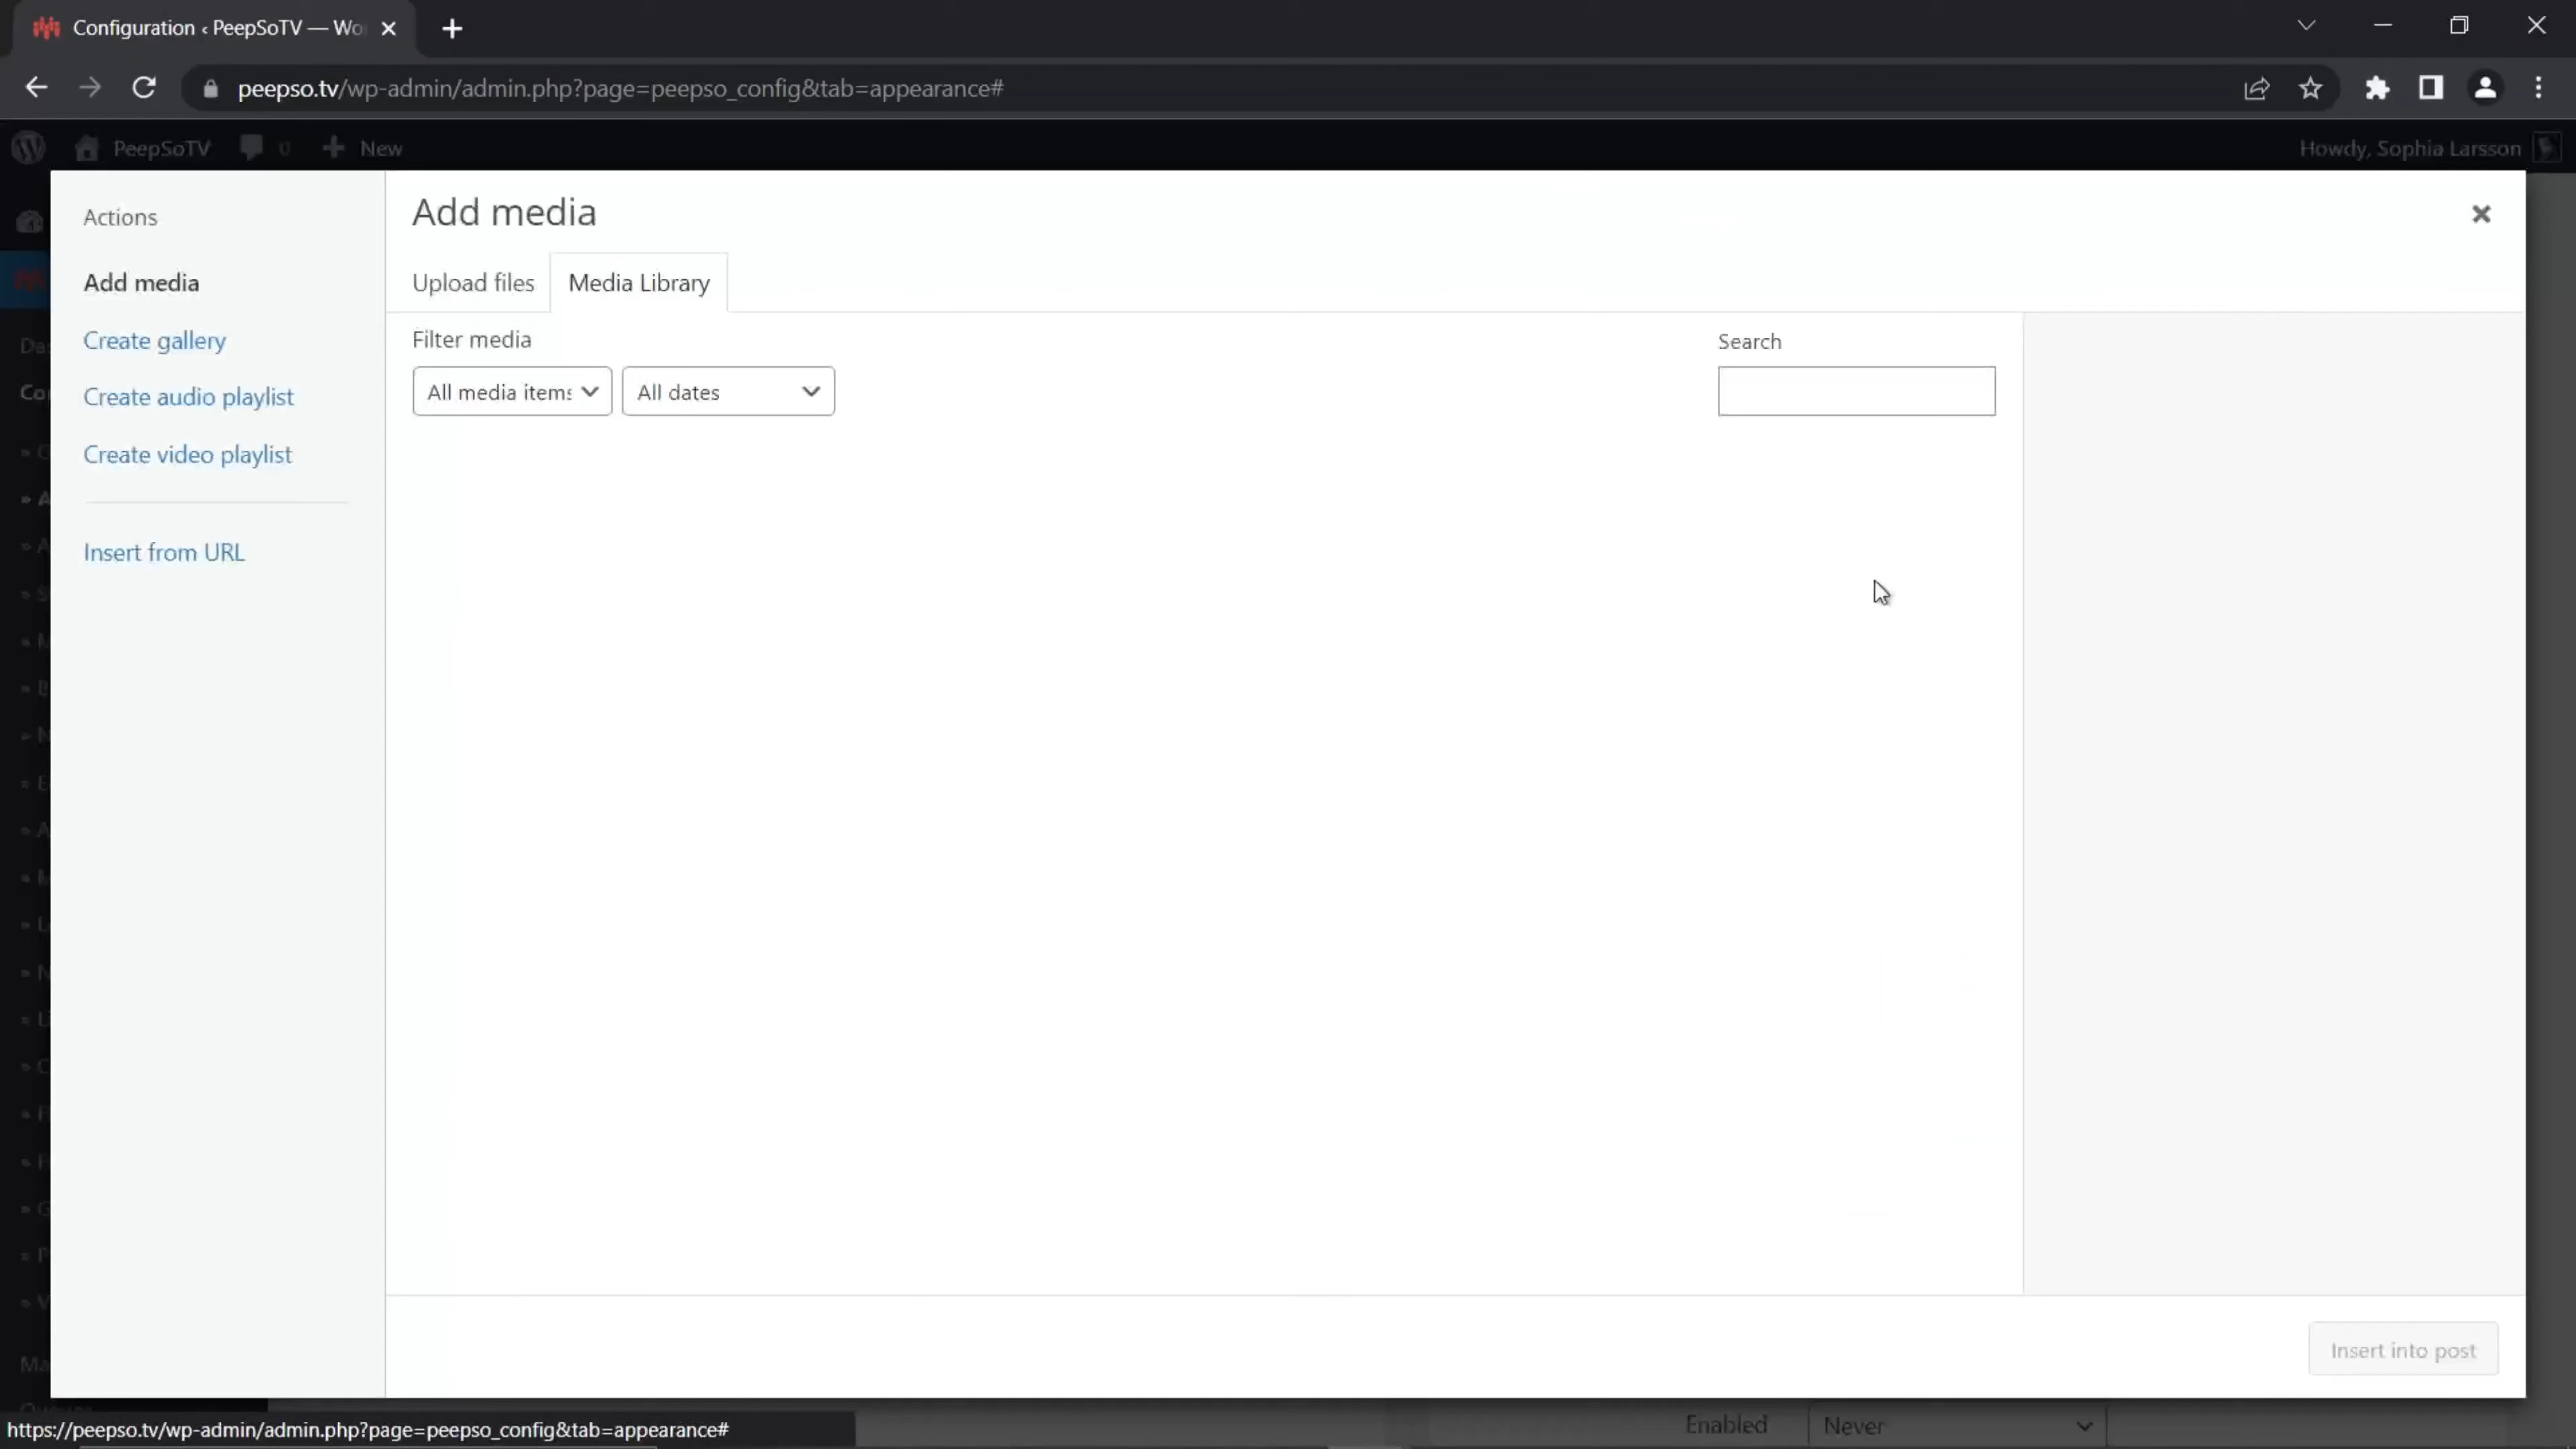 Configuration ‹ PeepSoTV — Wo
peepso.tv/wp-admin/admin.php?page=peepso_config&tab=appearance#
PeepSoTV 0 New
Howdy, Sophia Larsson
Actions
Add media
Create gallery
Create audio playlist
Create video playlist
Insert from URL
Add media
Upload files
Media Library
Filter media
All media items
All dates
Search
Insert into post
Enabled
Never
https://peepso.tv/wp-admin/admin.php?page=peepso_config&tab=appearance#